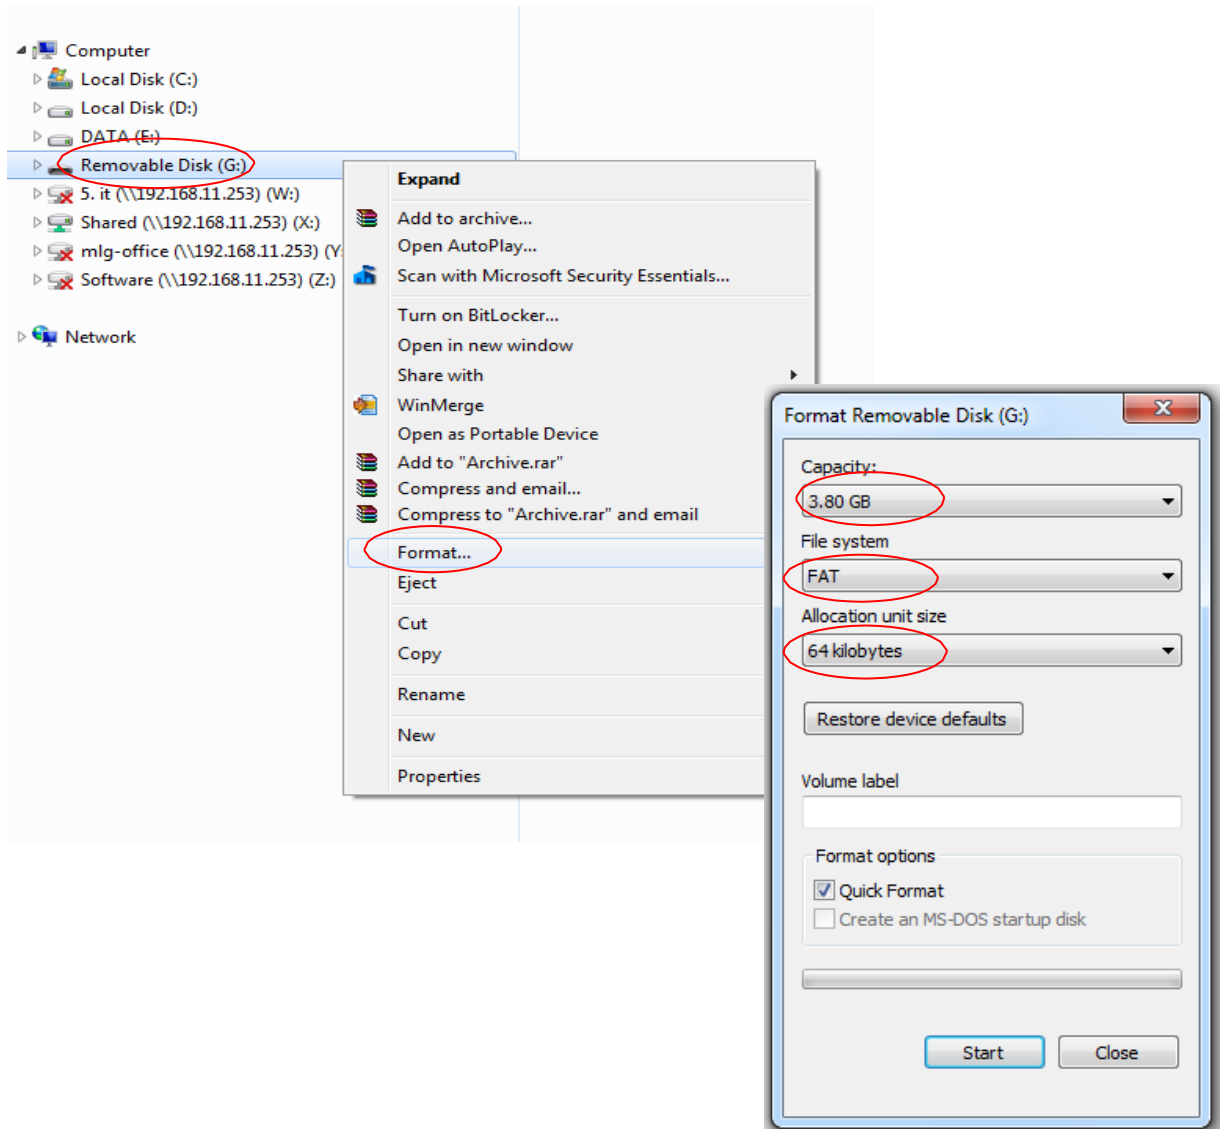 Computer
Local Disk (C:)
Local Disk (D:)
DATA (E:)
Removable Disk (G:)
5. it (\\192.168.11.253) (W:)
Shared (\\192.168.11.253) (X:)
mlg-office (\\192.168.11.253) (Y:
Software (\\192.168.11.253) (Z:)
Network
Expand
Add to archive...
Open AutoPlay...
Scan with Microsoft Security Essentials...
Turn on BitLocker...
Open in new window
Share with
WinMerge
Open as Portable Device
Add to "Archive.rar"
Compress and email...
Compress to "Archive.rar" and email
Format...
Eject
Cut
Copy
Rename
New
Properties
Format Removable Disk (G:)
Capacity:
3.80 GB
File system
FAT
Allocation unit size
64 kilobytes
Restore device defaults
Volume label
Format options
Quick Format
Create an MS-DOS startup disk
Start
Close